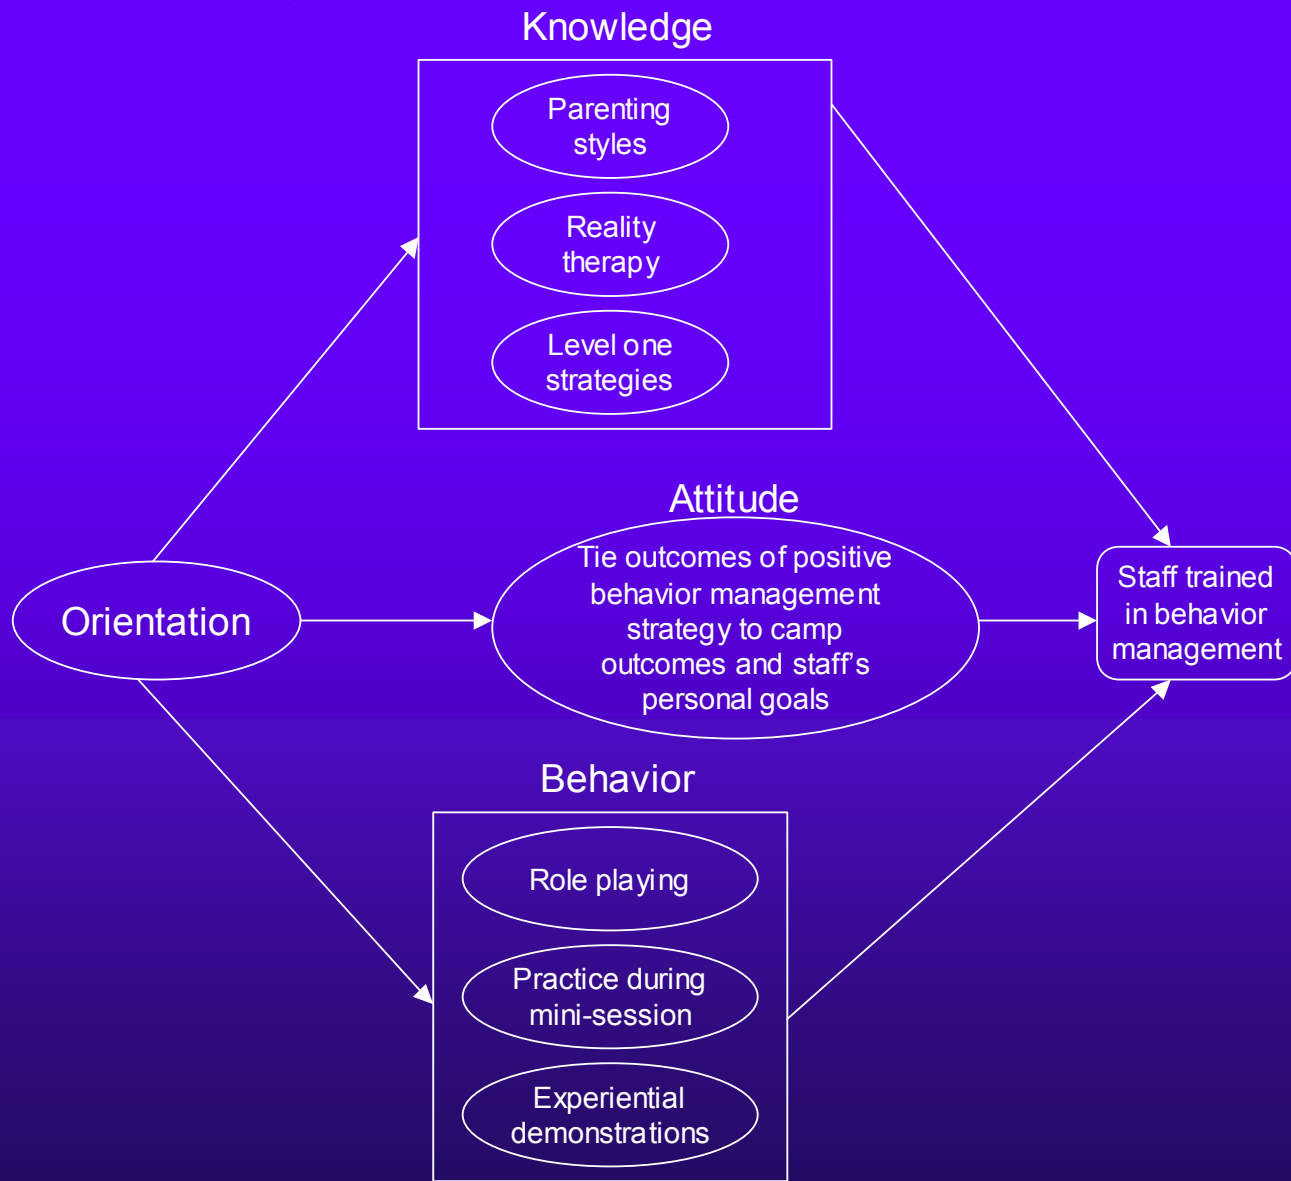 Knowledge
Parenting
styles
Reality
therapy
Level one
strategies
Attitude
Tie outcomes of positive
behavior management
strategy to camp
outcomes and staff's
personal goals
Orientation
Staff trained
in behavior
management
Behavior
Role playing
Practice during
mini-session
Experiential
demonstrations